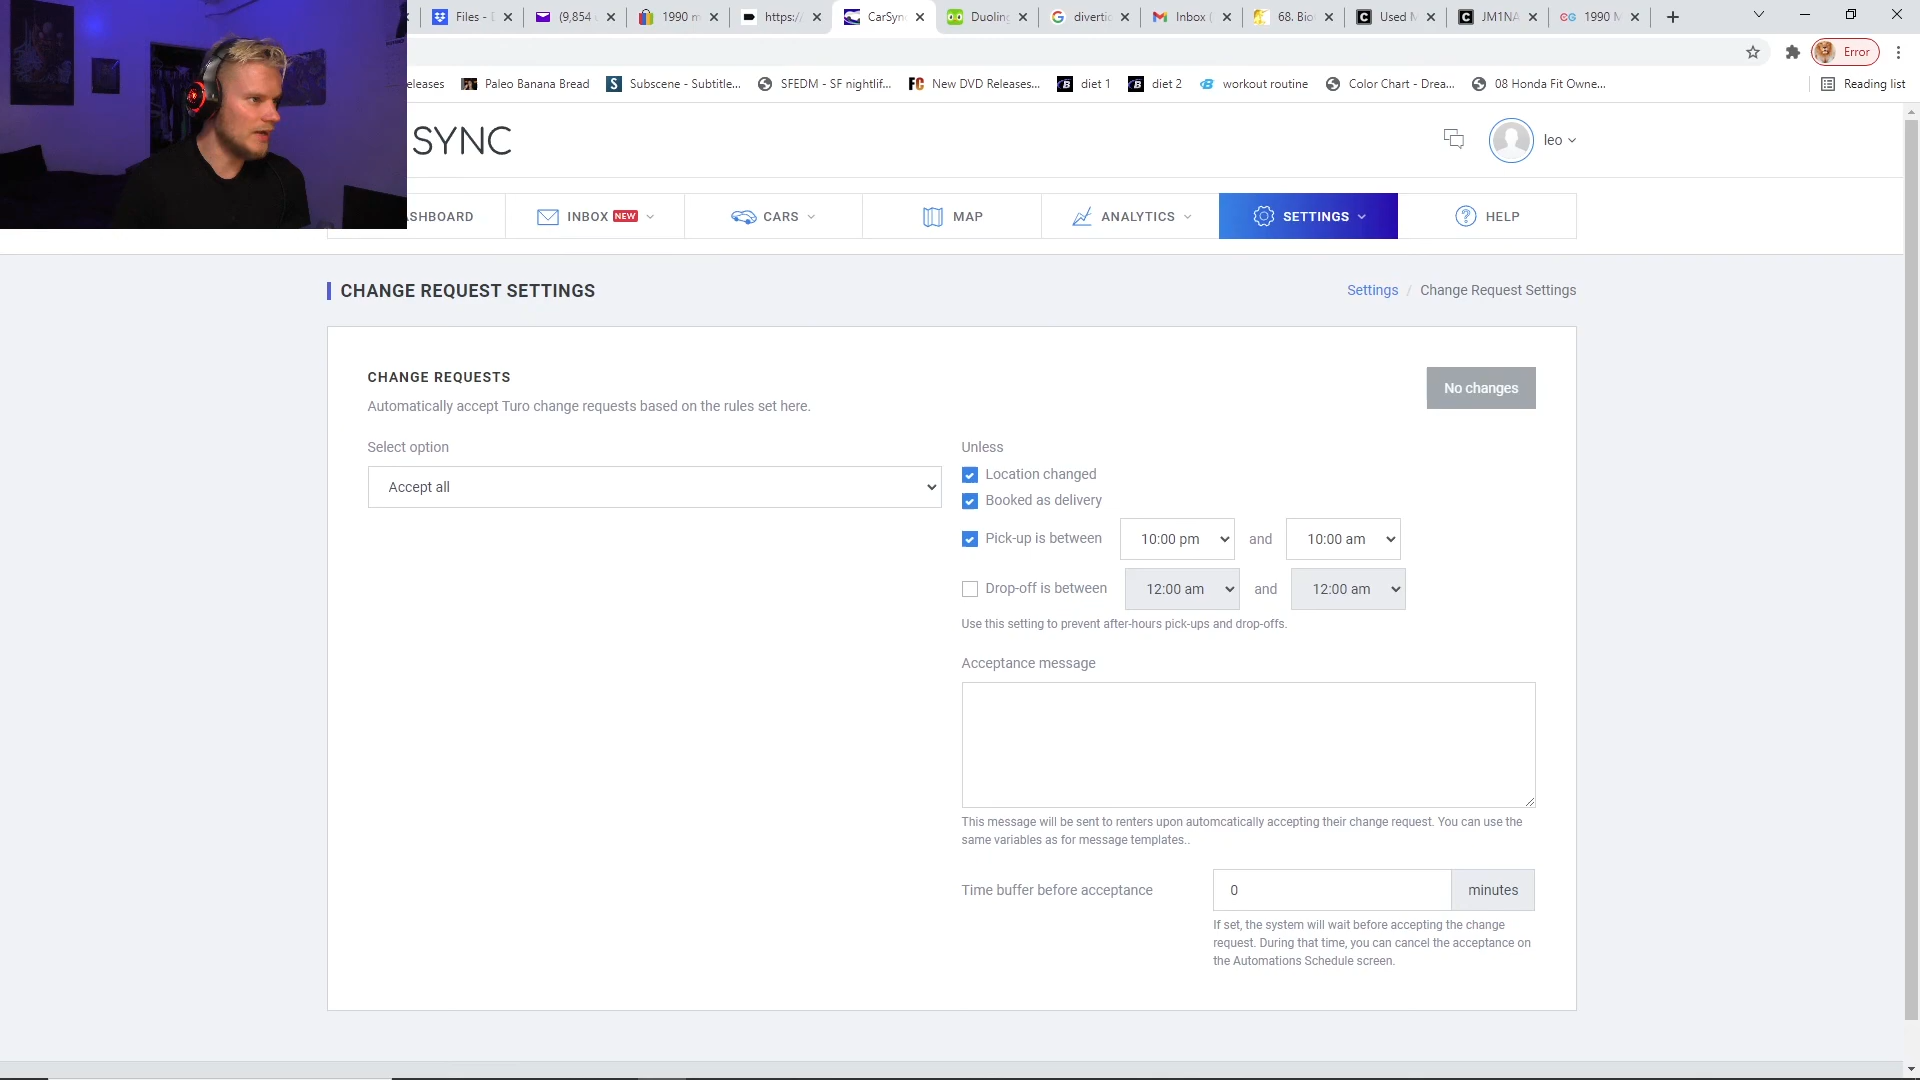 Files - D
(9,854
1990 m
https:/
CarSyn
Duoling
divertic
Inbox (
68. Bio
Used M
JM1NA
1990 M
Error
eleases
Paleo Banana Bread
Subscene - Subtitle...
SFEDM - SF nightlif...
New DVD Releases...
diet 1
diet 2
workout routine
Color Chart - Drea...
08 Honda Fit Owne...
Reading list
SYNC
leo
ASHBOARD
INBOX NEW
CARS
MAP
ANALYTICS
SETTINGS
HELP
CHANGE REQUEST SETTINGS
Settings / Change Request Settings
CHANGE REQUESTS
No changes
Automatically accept Turo change requests based on the rules set here.
Select option
Accept all
Unless
Location changed
Booked as delivery
Pick-up is between 10:00 pm and 10:00 am
Drop-off is between 12:00 am and 12:00 am
Use this setting to prevent after-hours pick-ups and drop-offs.
Acceptance message
This message will be sent to renters upon automcatically accepting their change request. You can use the
same variables as for message templates..
Time buffer before acceptance 0 minutes
If set, the system will wait before accepting the change
request. During that time, you can cancel the acceptance on
the Automations Schedule screen.